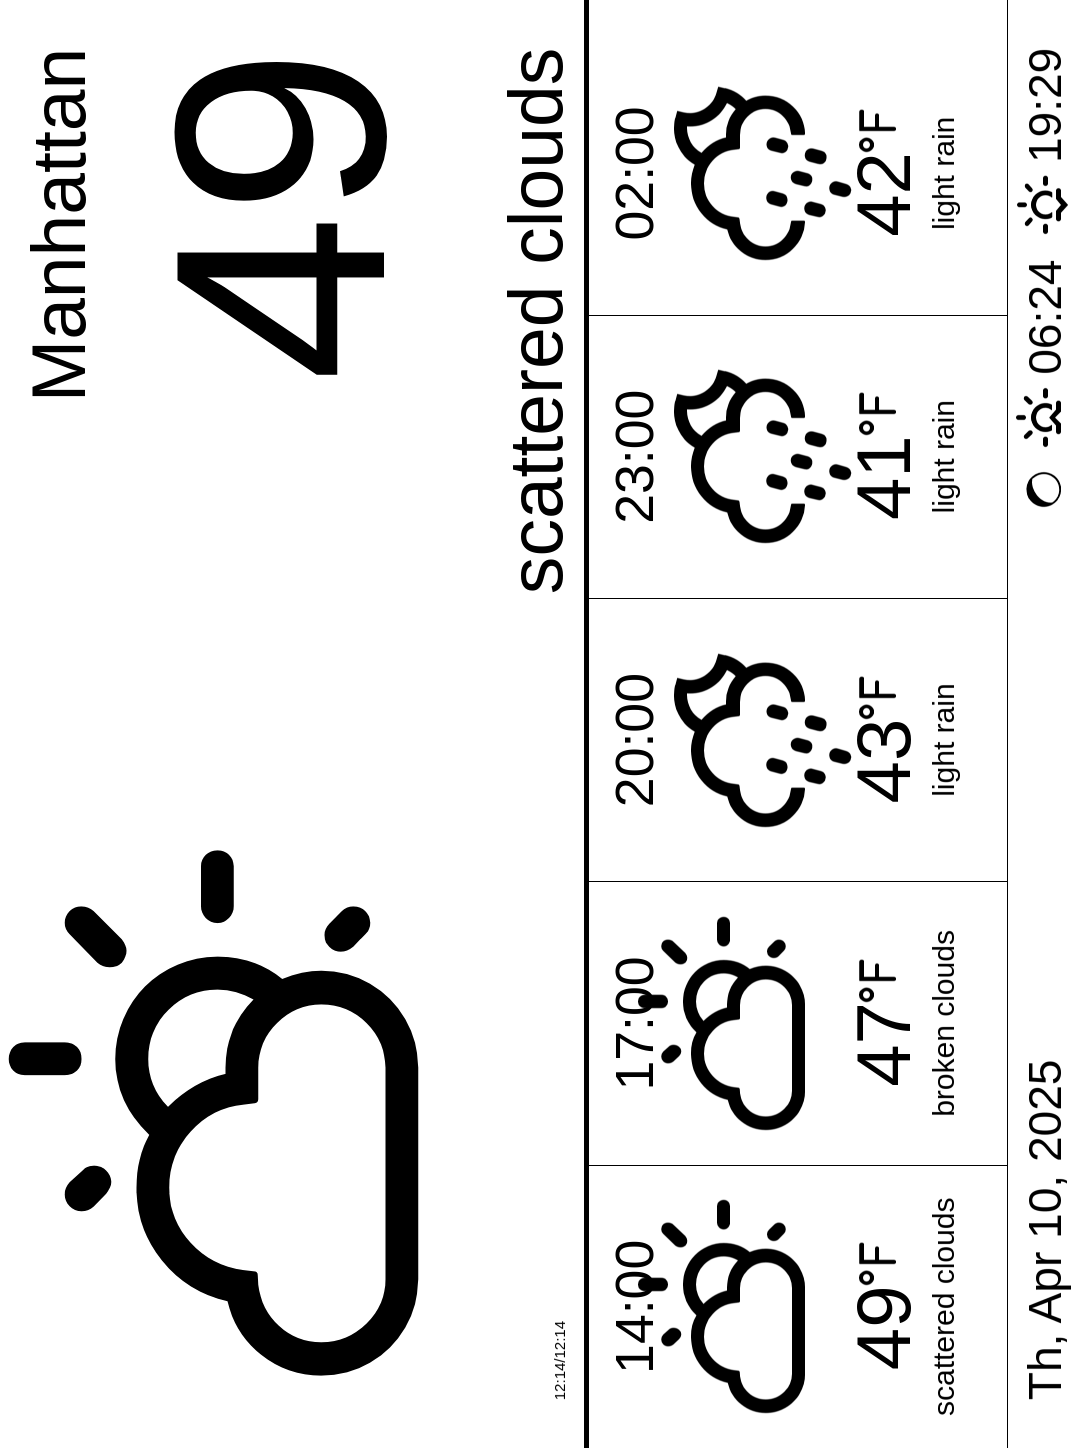 Manhattan
49
scattered clouds
12:14/12:14
14:00 17:00 20:00 23:00 02:00
49°F 47°F 43°F 41°F 42°F
scattered clouds broken clouds light rain light rain light rain
Th, Apr 10, 2025 06:24 19:29